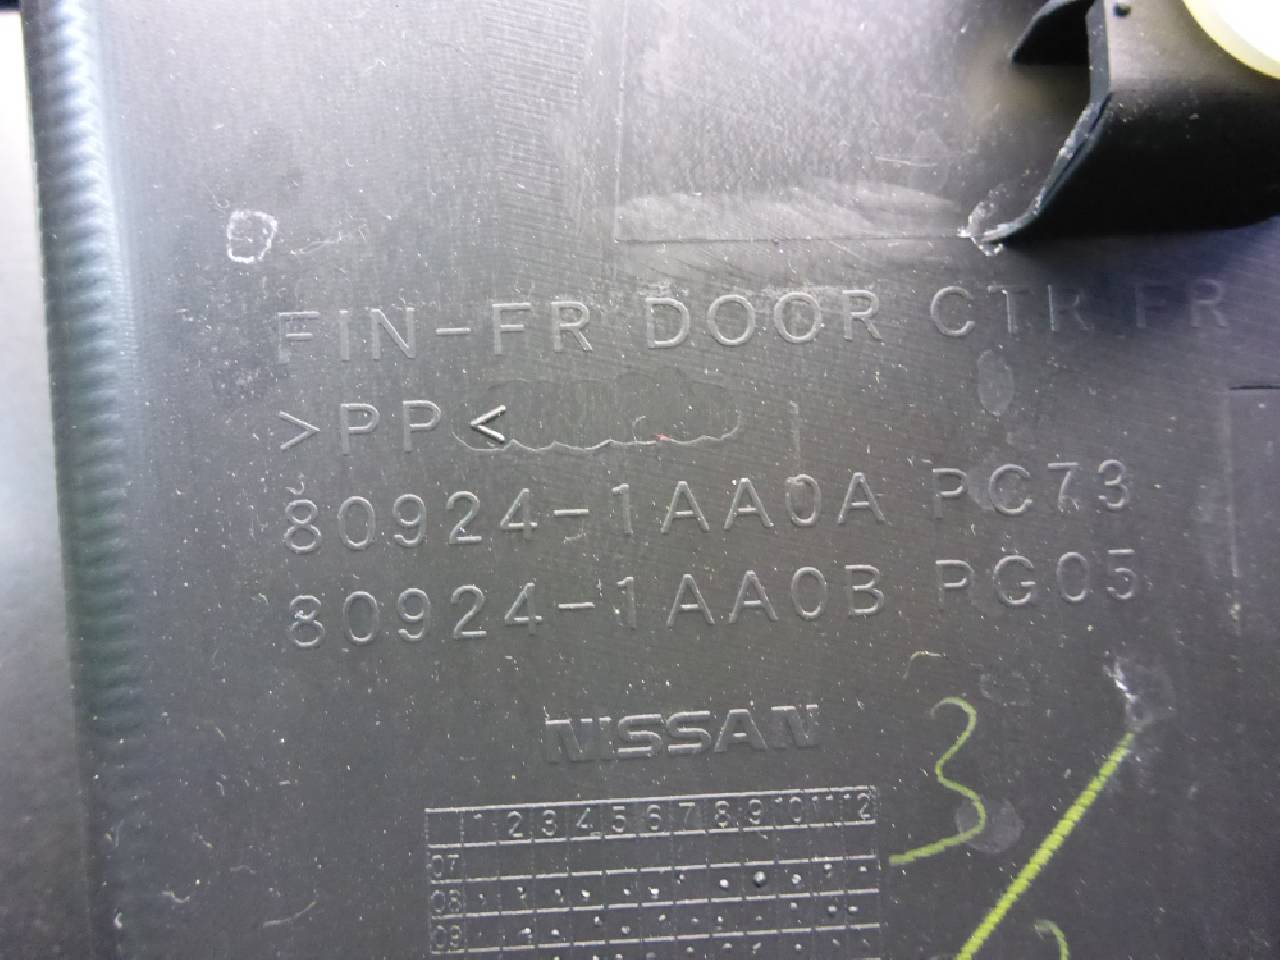 FIN-FR DOOR CTR FR
>PP<
80924-1AA0A PC73
80924-1AA0B PG05
NISSAN
1 2 3 4 5 6 7 8 9 10 11 12
07
08
09
3